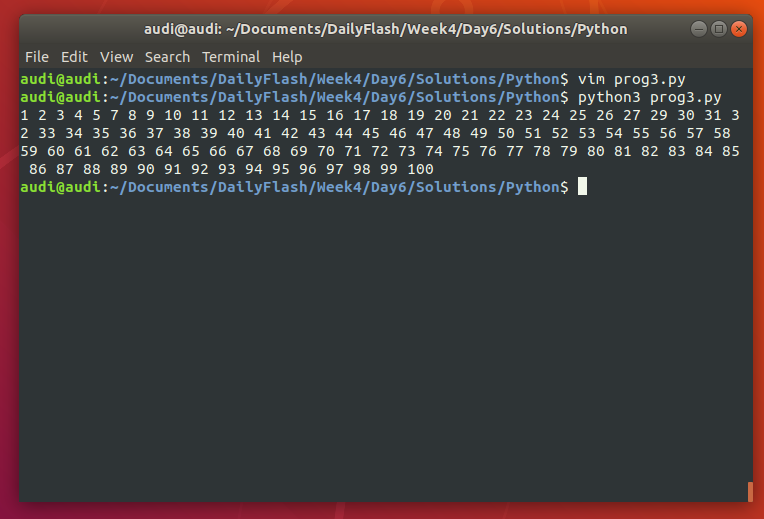 audi@audi: ~/Documents/DailyFlash/Week4/Day6/Solutions/Python
File Edit View Search Terminal Help
audi@audi:~/Documents/DailyFlash/Week4/Day6/Solutions/Python$ vim prog3.py
audi@audi:~/Documents/DailyFlash/Week4/Day6/Solutions/Python$ python3 prog3.py
1 2 3 4 5 7 8 9 10 11 12 13 14 15 16 17 18 19 20 21 22 23 24 25 26 27 29 30 31 3
2 33 34 35 36 37 38 39 40 41 42 43 44 45 46 47 48 49 50 51 52 53 54 55 56 57 58
59 60 61 62 63 64 65 66 67 68 69 70 71 72 73 74 75 76 77 78 79 80 81 82 83 84 85
 86 87 88 89 90 91 92 93 94 95 96 97 98 99 100
audi@audi:~/Documents/DailyFlash/Week4/Day6/Solutions/Python$